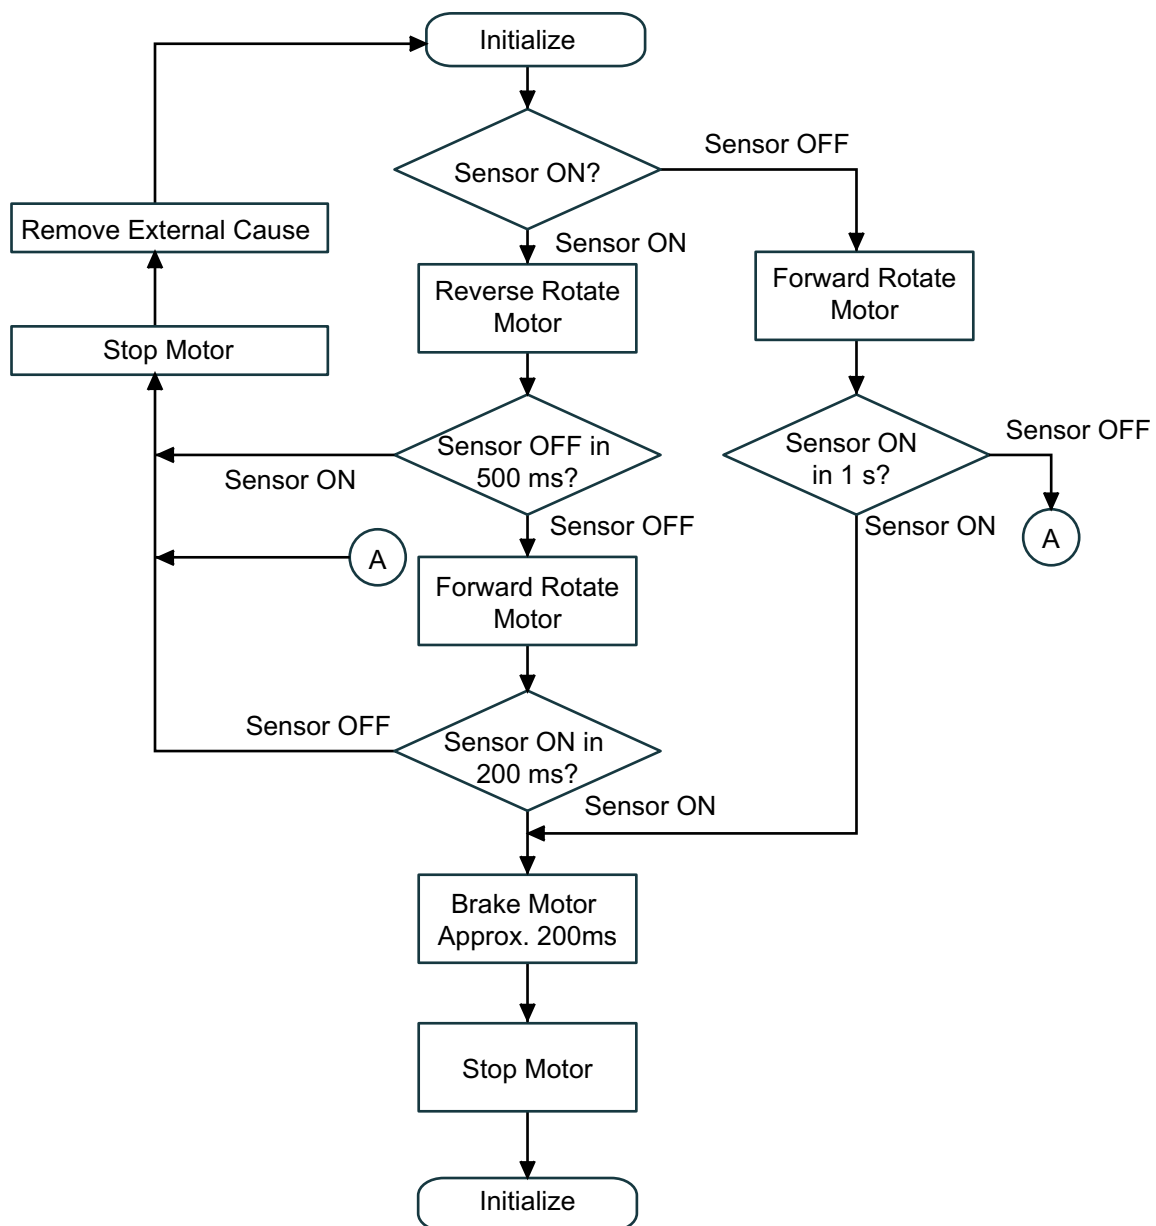 Initialize
Sensor OFF
Sensor ON?
Remove External Cause
Sensor ON
Reverse Rotate
Motor
Forward Rotate
Motor
Stop Motor
Sensor OFF in
500 ms?
Sensor ON
Sensor ON
in 1 s?
Sensor OFF
Sensor OFF
Sensor ON
A
A
Forward Rotate
Motor
Sensor OFF
Sensor ON in
200 ms?
Sensor ON
Brake Motor
Approx. 200ms
Stop Motor
Initialize